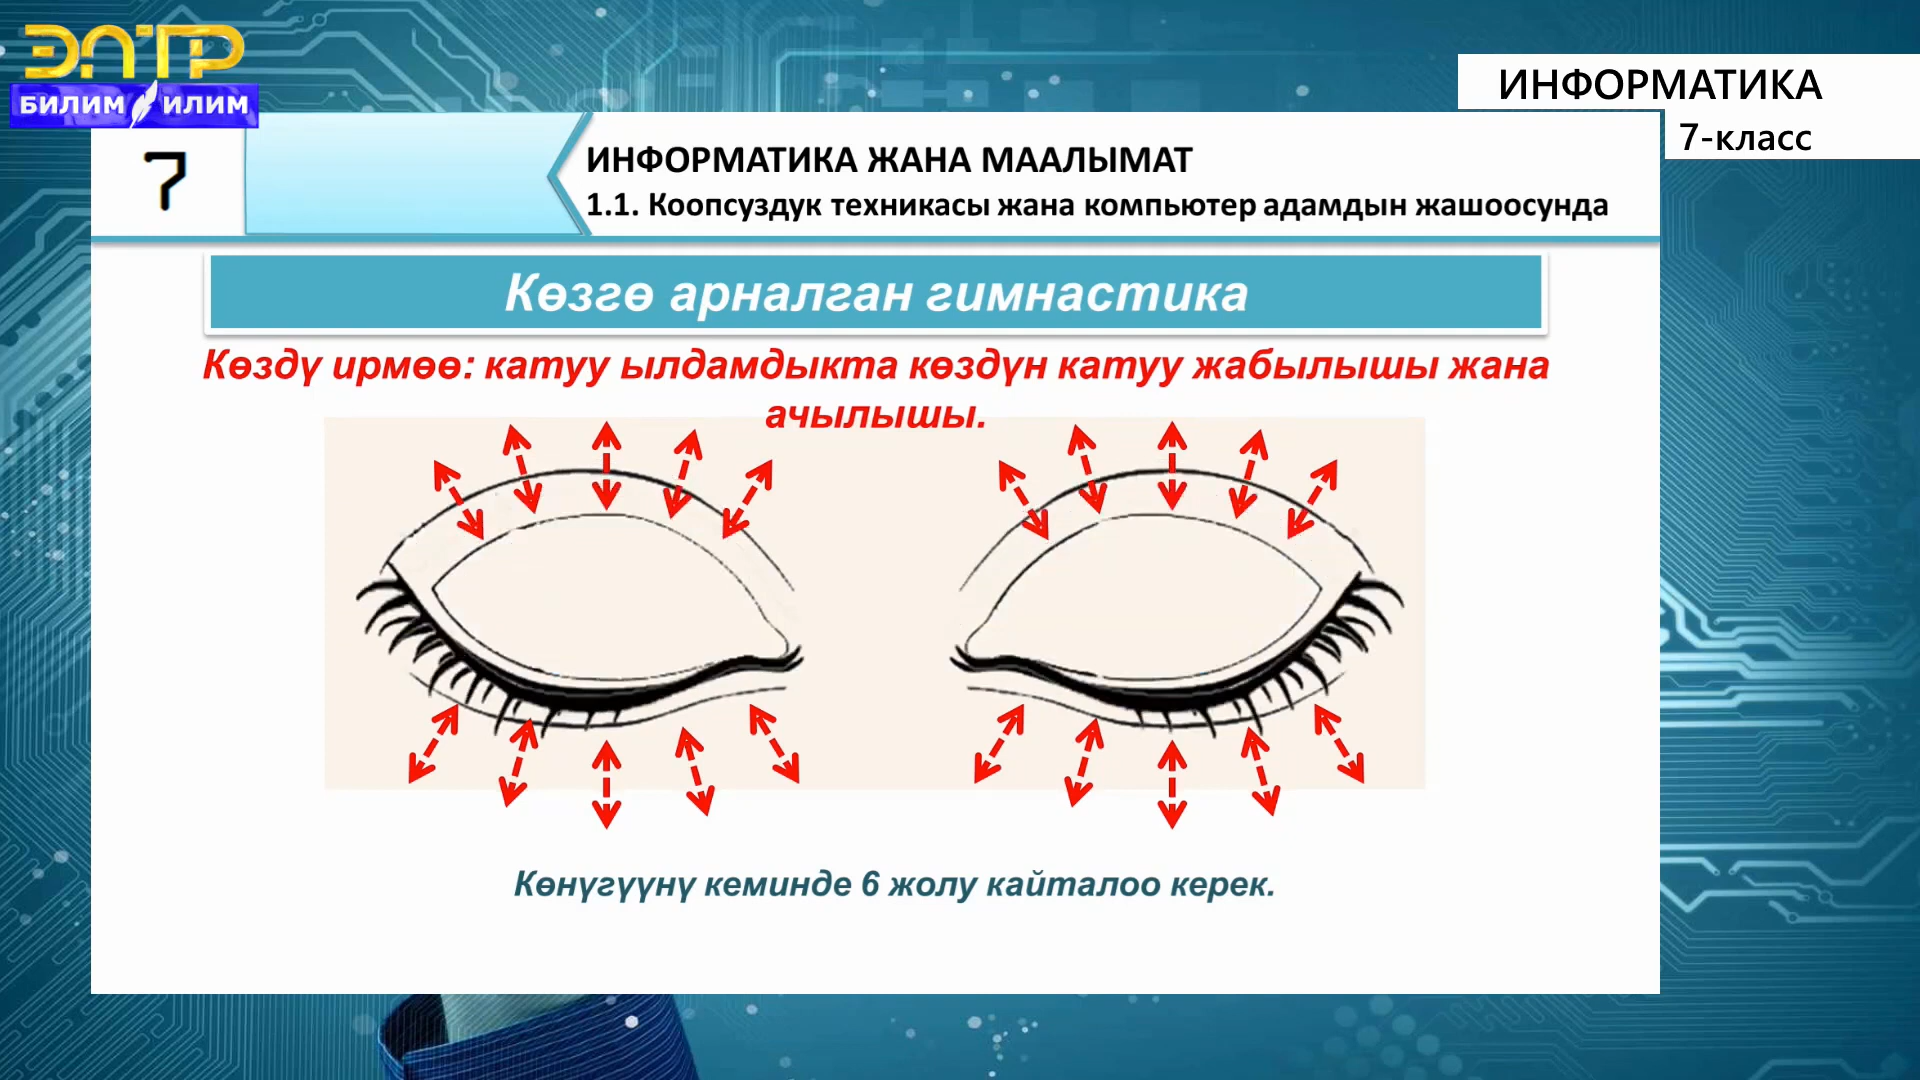 ЭЛТР
БИЛИМ ИЛИМ
ИНФОРМАТИКА
7-класс
7
ИНФОРМАТИКА ЖАНА МААЛЫМАТ
1.1. Коопсуздук техникасы жана компьютер адамдын жашоосунда
Көзгө арналган гимнастика
Көздү ирмөө: катуу ылдамдыкта көздүн катуу жабылышы жана
ачылышы.
Көнүгүүнү кеминде 6 жолу кайталоо керек.